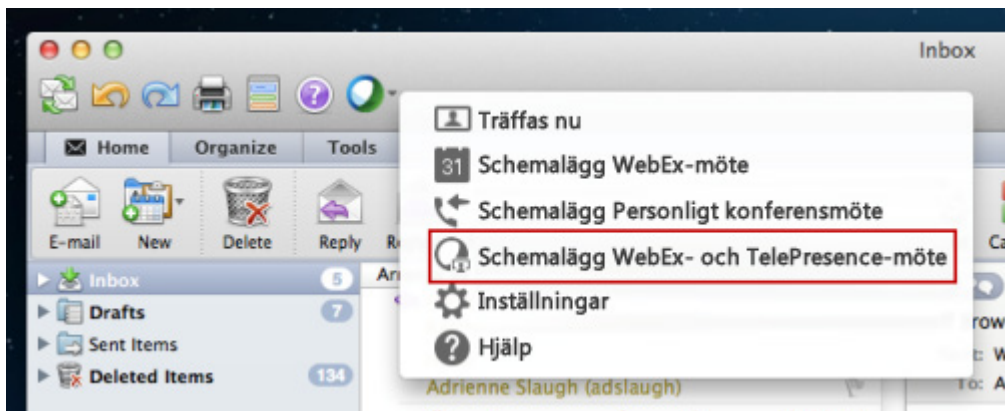 Inbox
Träffas nu
Home Organize Tools
31 Schemalägg WebEx-möte
Schemalägg Personligt konferensmöte
E-mail New Delete Reply
Schemalägg WebEx- och TelePresence-möte
Inbox 5
Inställningar
Drafts 7
Sent Items
Hjälp
Deleted Items 134
Adrienne Slaugh (adslaugh)
To: A